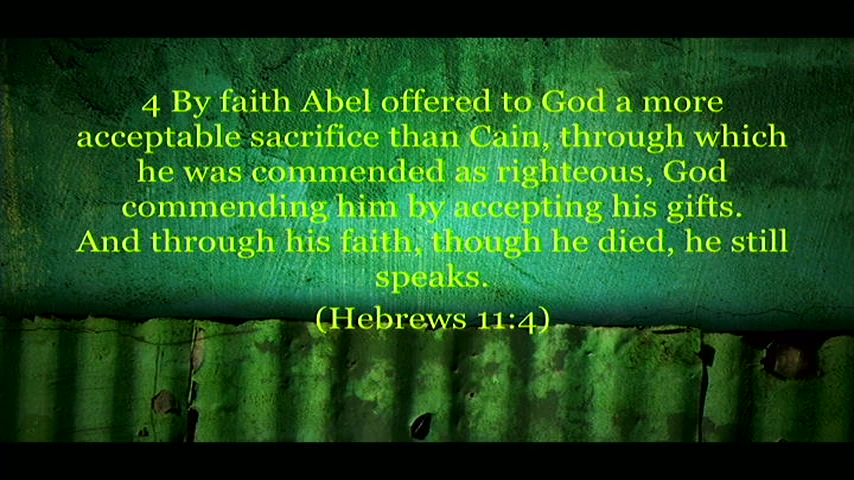 4 By faith Abel offered to God a more
acceptable sacrifice than Cain, through which
he was commended as righteous, God
commending him by accepting his gifts.
And through his faith, though he died, he still
speaks.
(Hebrews 11:4)